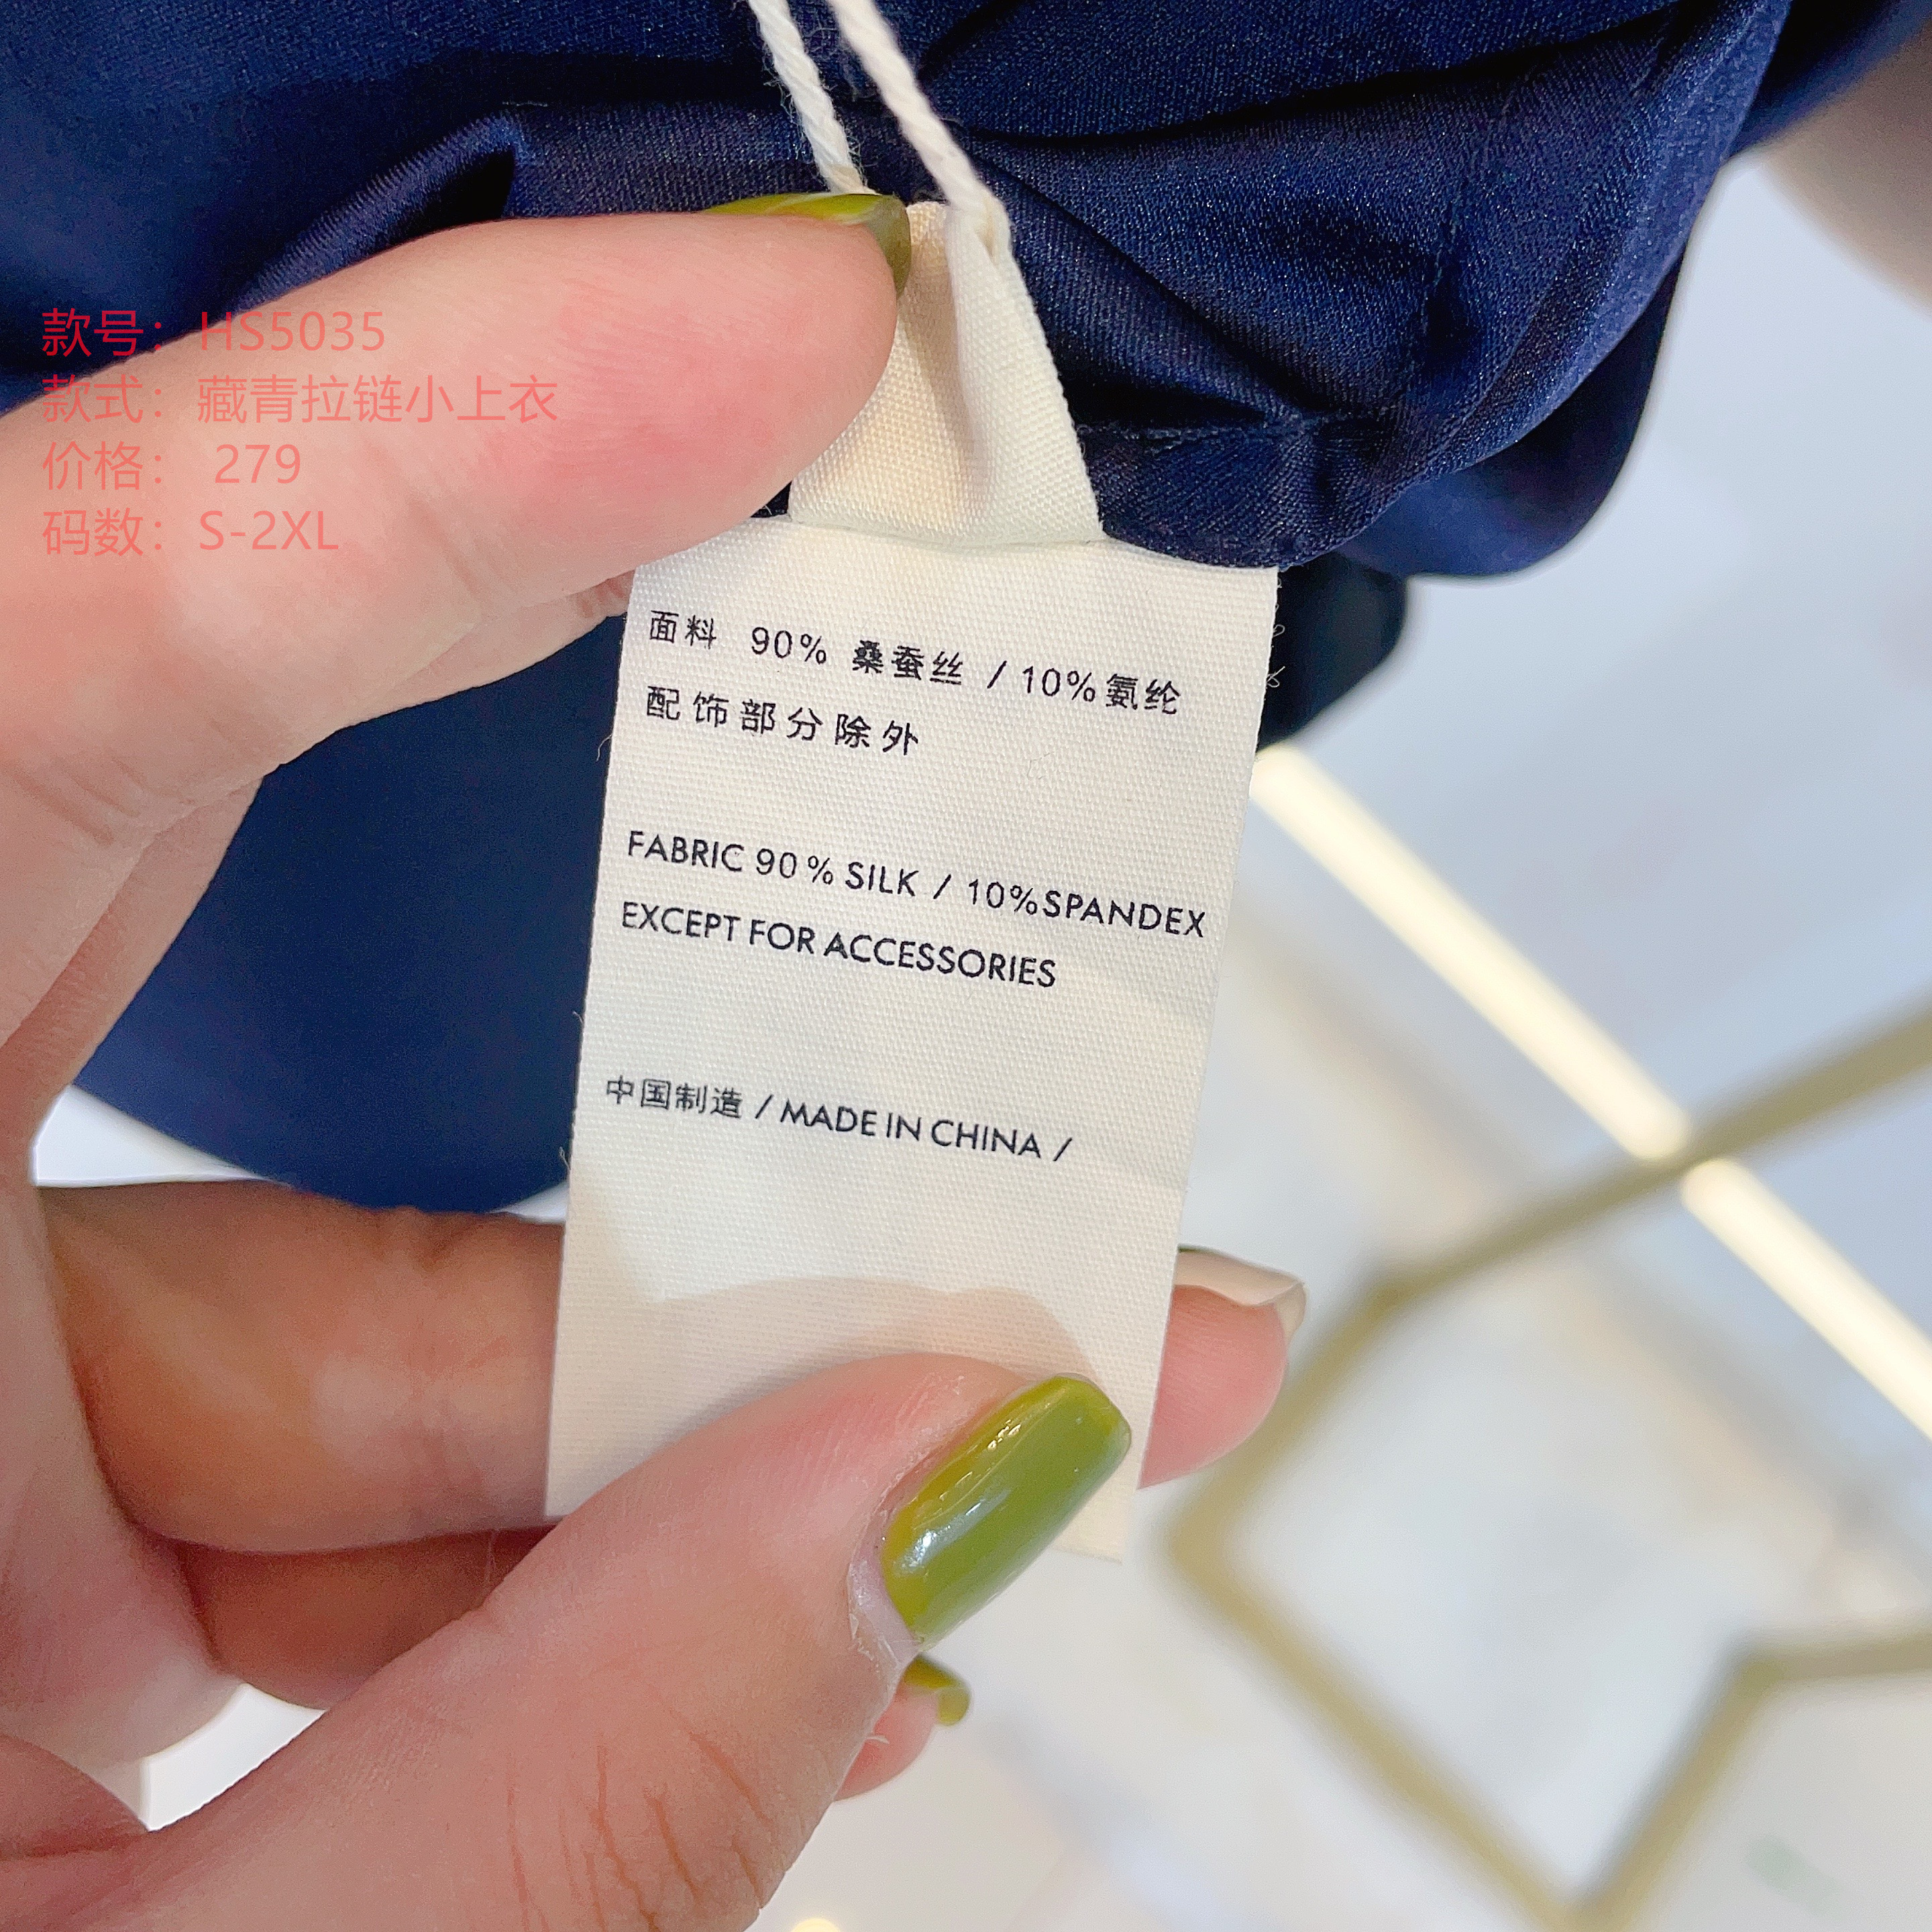 款号：HS5035
款式：藏青拉链小上衣
价格： 279
码数：S-2XL
面料 90% 桑蚕丝 / 10%氨纶
配饰部分除外
FABRIC 90% SILK / 10%SPANDEX
EXCEPT FOR ACCESSORIES
中国制造 / MADE IN CHINA /